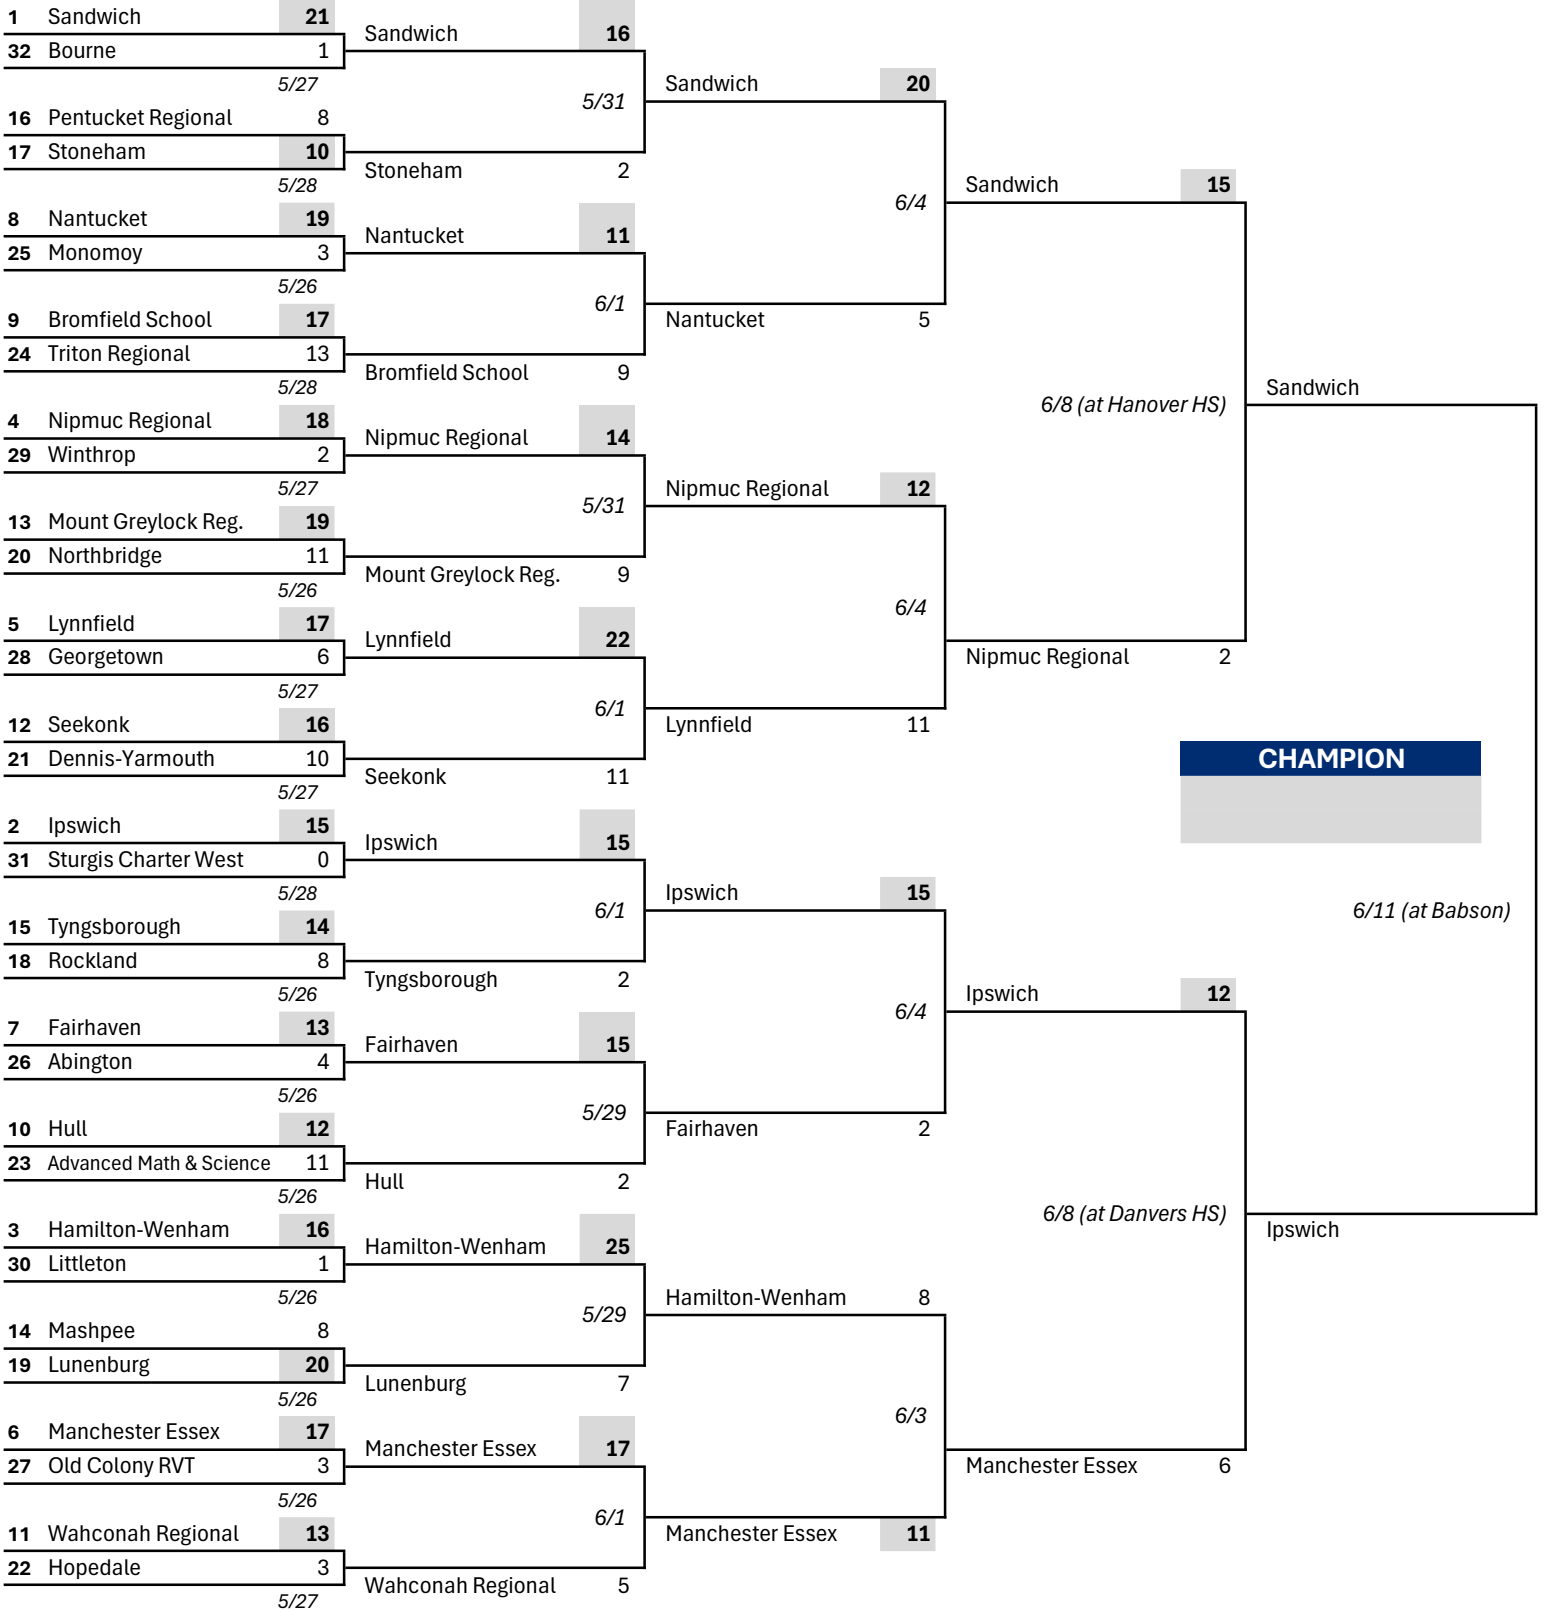 1 Sandwich 21
32 Bourne 1
5/27
16 Pentucket Regional 8
17 Stoneham 10
5/28
8 Nantucket 19
25 Monomoy 3
5/26
9 Bromfield School 17
24 Triton Regional 13
5/28
4 Nipmuc Regional 18
29 Winthrop 2
5/27
13 Mount Greylock Reg. 19
20 Northbridge 11
5/26
5 Lynnfield 17
28 Georgetown 6
5/27
12 Seekonk 16
21 Dennis-Yarmouth 10
5/27
2 Ipswich 15
31 Sturgis Charter West 0
5/28
15 Tyngsborough 14
18 Rockland 8
5/26
7 Fairhaven 13
26 Abington 4
5/26
10 Hull 12
23 Advanced Math & Science 11
5/26
3 Hamilton-Wenham 16
30 Littleton 1
5/26
14 Mashpee 8
19 Lunenburg 20
5/26
6 Manchester Essex 17
27 Old Colony RVT 3
5/26
11 Wahconah Regional 13
22 Hopedale 3
5/27
Sandwich 16
5/31
Stoneham 2
Nantucket 11
6/1
Bromfield School 9
Nipmuc Regional 14
5/31
Mount Greylock Reg. 9
Lynnfield 22
6/1
Seekonk 11
Ipswich 15
6/1
Tyngsborough 2
Fairhaven 15
5/29
Hull 2
Hamilton-Wenham 25
5/29
Lunenburg 7
Manchester Essex 17
6/1
Wahconah Regional 5
Sandwich 20
6/4
Nantucket 5
Nipmuc Regional 12
6/4
Lynnfield 11
Ipswich 15
6/4
Fairhaven 2
Hamilton-Wenham 8
6/3
Manchester Essex 11
Sandwich 15
6/8 (at Hanover HS)
Nipmuc Regional 2
Ipswich 12
6/8 (at Danvers HS)
Manchester Essex 6
Sandwich
6/11 (at Babson)
Ipswich
CHAMPION